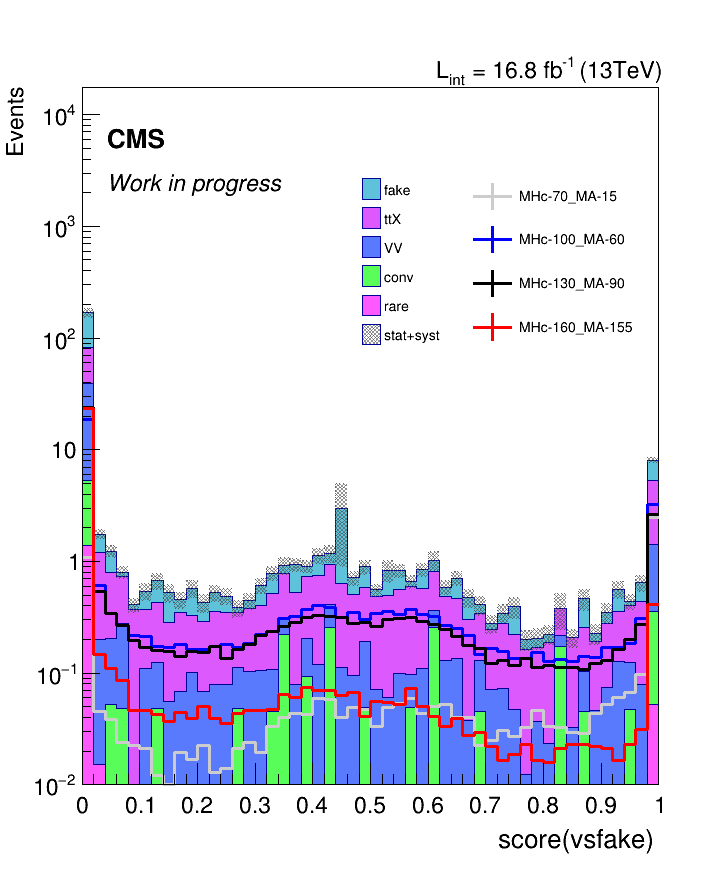 L_int = 16.8 fb^-1 (13TeV)
Events
CMS
Work in progress
fake
ttX
VV
conv
rare
stat+syst
MHc-70_MA-15
MHc-100_MA-60
MHc-130_MA-90
MHc-160_MA-155
10^4
10^3
10^2
10
1
10^−1
10^−2
0 0.1 0.2 0.3 0.4 0.5 0.6 0.7 0.8 0.9 1
score(vsfake)